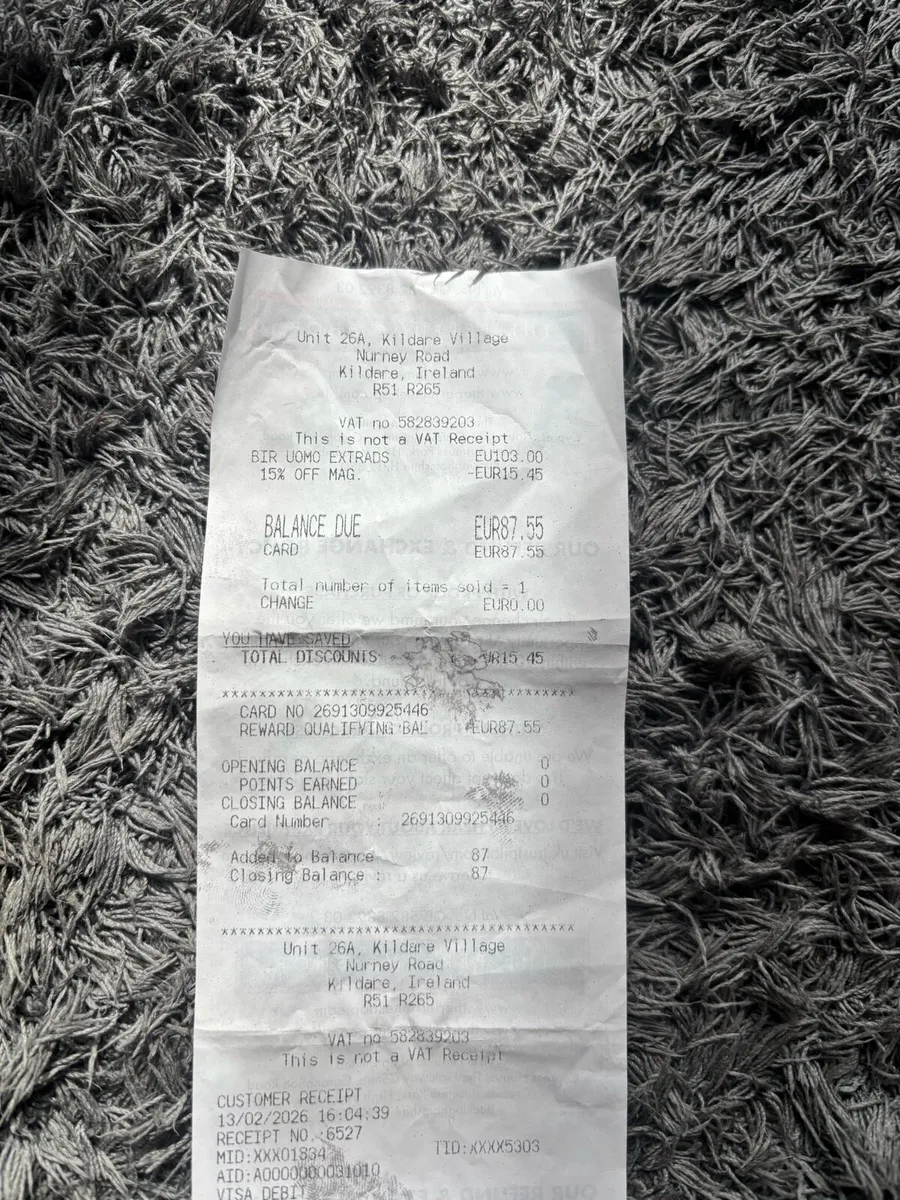 Unit 26A, Kildare Village
Nurney Road
Kildare, Ireland
R51 R265
VAT no 582839203
This is not a VAT Receipt
BIR UOMO EXTRADS EU103.00
15% OFF MAG. -EUR15.45
BALANCE DUE EUR87.55
CARD EUR87.55
Total number of items sold = 1
CHANGE EUR0.00
YOU HAVE SAVED
TOTAL DISCOUNTS UR15.45
************************************
CARD NO 2691309925446
REWARD QUALIFYING BAL EUR87.55
OPENING BALANCE 0
POINTS EARNED 0
CLOSING BALANCE 0
Card Number : 2691309925446
Added to Balance 87
Closing Balance : 87
************************************
Unit 26A, Kildare Village
Nurney Road
Kildare, Ireland
R51 R265
VAT no 582839203
This is not a VAT Receipt
CUSTOMER RECEIPT
13/02/2026 16:04:39
RECEIPT NO.:6527
MID:XXX01834 TID:XXXX5303
AID:A0000000031010
VISA DEBIT